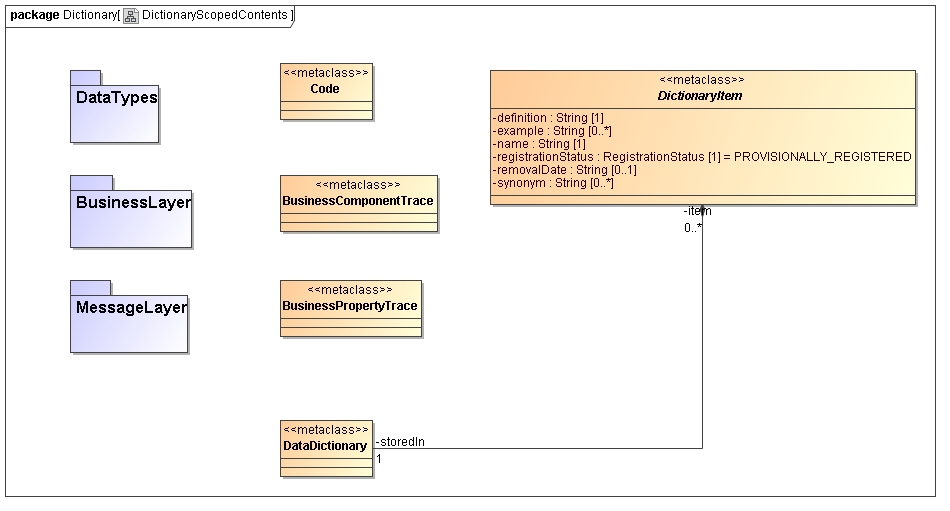 package Dictionary[ DictionaryScopedContents ]
DataTypes
BusinessLayer
MessageLayer
<<metaclass>>
Code
<<metaclass>>
BusinessComponentTrace
<<metaclass>>
BusinessPropertyTrace
<<metaclass>>
DataDictionary
-storedIn
1
<<metaclass>>
DictionaryItem
-definition : String [1]
-example : String [0..*]
-name : String [1]
-registrationStatus : RegistrationStatus [1] = PROVISIONALLY_REGISTERED
-removalDate : String [0..1]
-synonym : String [0..*]
-item
0..*